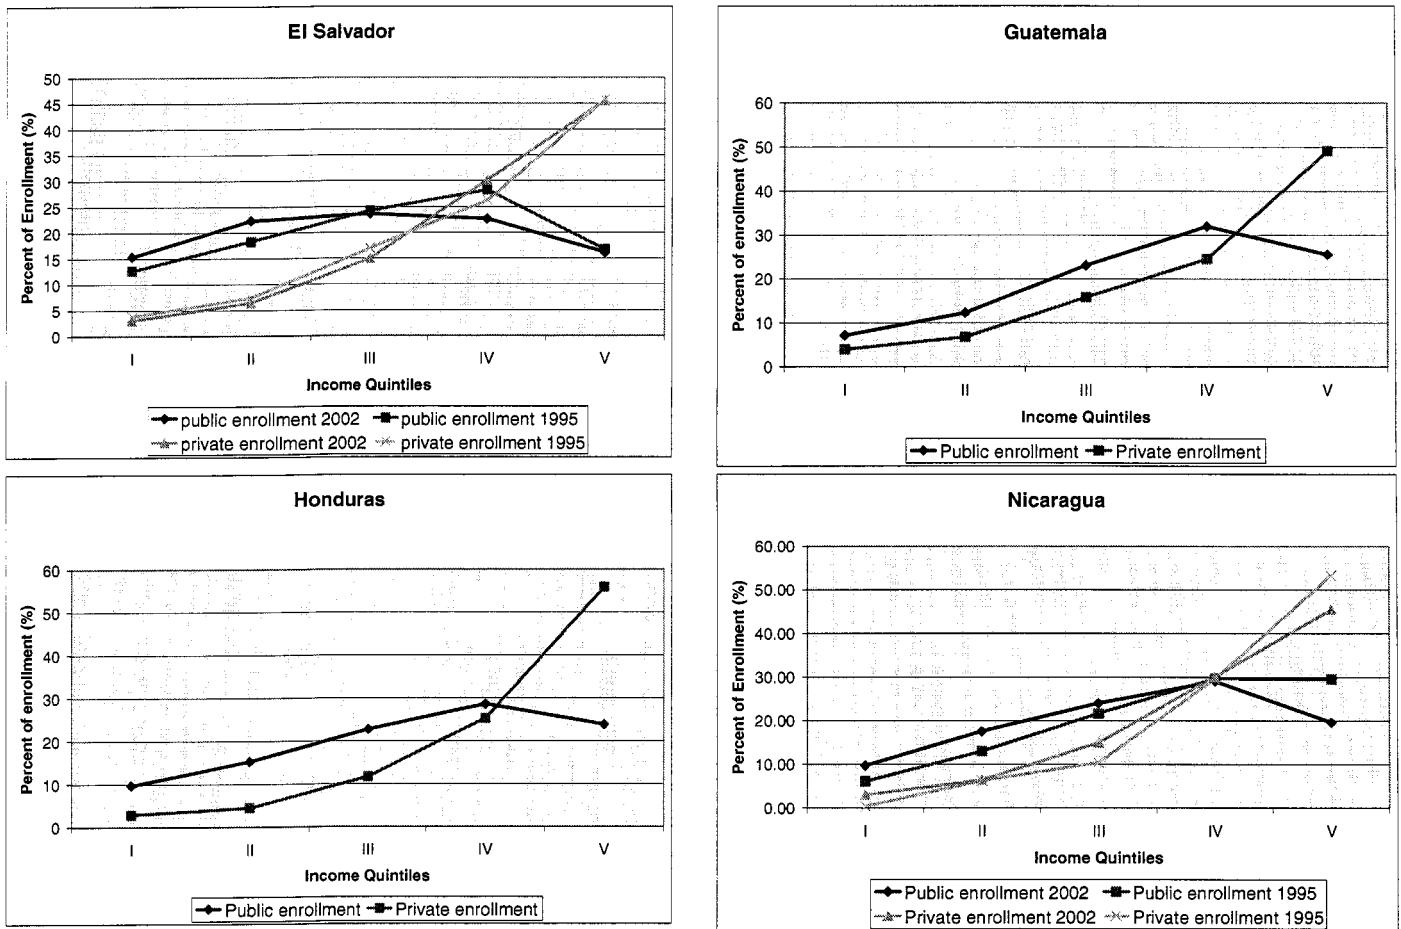 El Salvador
Percent of Enrollment (%)
50
45
40
35
30
25
20
15
10
5
0
I II III IV V
Income Quintiles
public enrollment 2002 public enrollment 1995
private enrollment 2002 private enrollment 1995
Guatemala
Percent of enrollment (%)
60
50
40
30
20
10
0
I II III IV V
Income Quintiles
Public enrollment Private enrollment
Honduras
Percent of enrollment (%)
60
50
40
30
20
10
0
I II III IV V
Income Quintiles
Public enrollment Private enrollment
Nicaragua
Percent of Enrollment (%)
60.00
50.00
40.00
30.00
20.00
10.00
0.00
I II III IV V
Income Quintiles
Public enrollment 2002 Public enrollment 1995
Private enrollment 2002 Private enrollment 1995